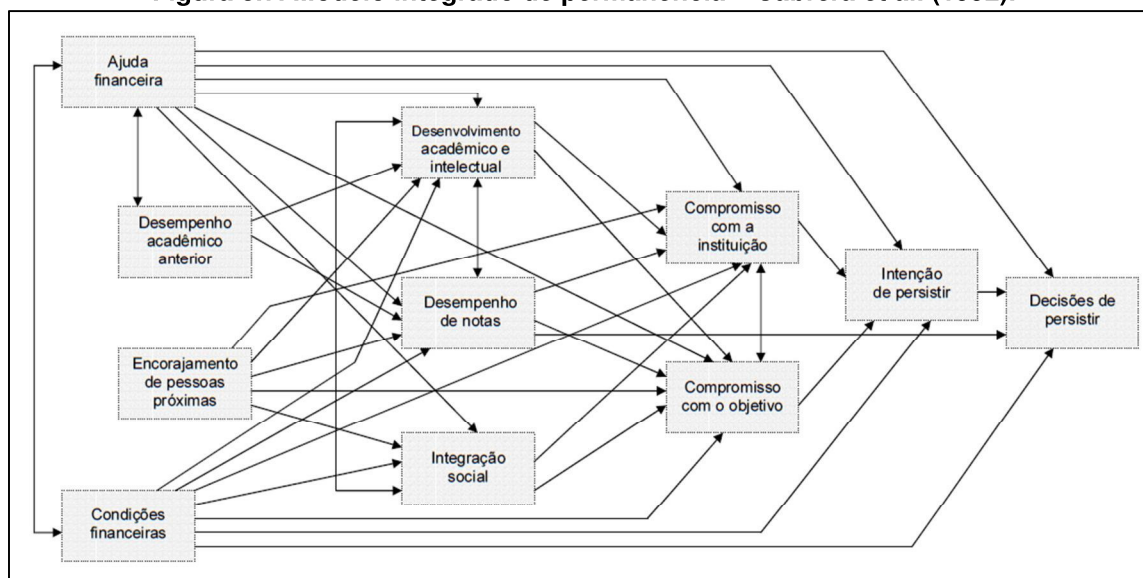 Ajuda
financeira
Desenvolvimento
acadêmico e
intelectual
Desempenho
acadêmico
anterior
Compromisso
com a
instituição
Intenção
de persistir
Decisões de
persistir
Desempenho
de notas
Encorajamento
de pessoas
próximas
Compromisso
com o objetivo
Integração
social
Condições
financeiras